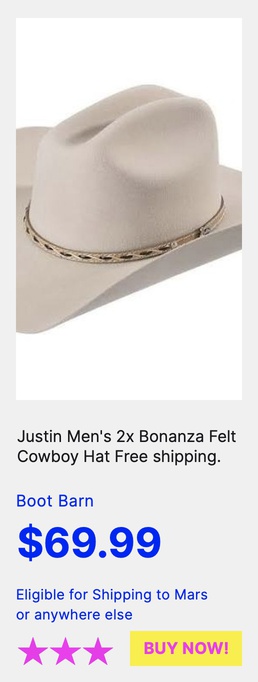 Justin Men's 2x Bonanza Felt
Cowboy Hat Free shipping.
Boot Barn
$69.99
Eligible for Shipping to Mars
or anywhere else
BUY NOW!